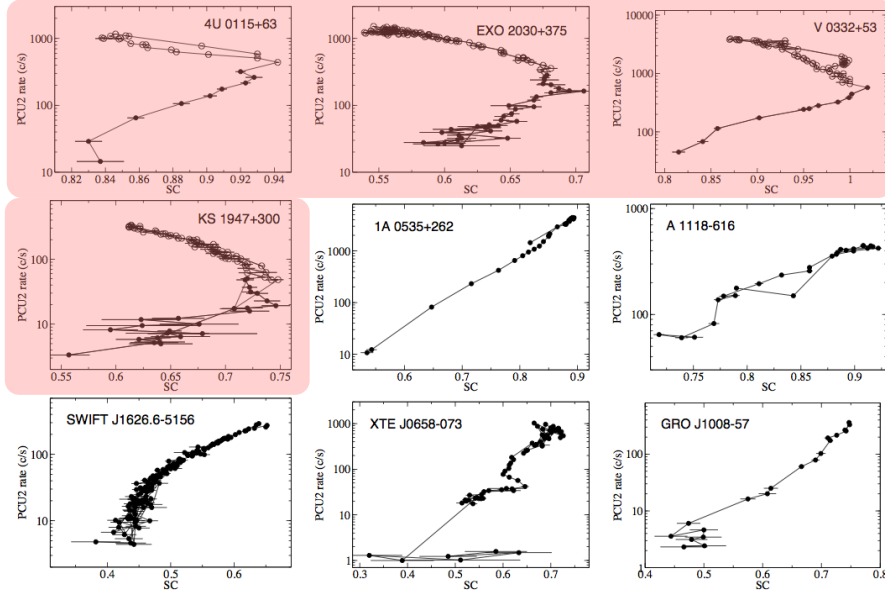 4U 0115+63
PCU2 rate (c/s)
1000
100
10
0.82 0.84 0.86 0.88 0.9 0.92 0.94
SC
EXO 2030+375
PCU2 rate (c/s)
1000
100
10
0.55 0.6 0.65 0.7
SC
V 0332+53
PCU2 rate (c/s)
10000
1000
100
0.8 0.85 0.9 0.95 1
SC
KS 1947+300
PCU2 rate (c/s)
100
10
0.55 0.6 0.65 0.7 0.75
SC
1A 0535+262
PCU2 rate (c/s)
1000
100
10
0.5 0.6 0.7 0.8 0.9
SC
A 1118-616
PCU2 rate (c/s)
1000
100
0.75 0.8 0.85 0.9
SC
SWIFT J1626.6-5156
PCU2 rate (c/s)
100
10
0.4 0.5 0.6
SC
XTE J0658-073
PCU2 rate (c/s)
1000
100
10
1
0.3 0.4 0.5 0.6 0.7
SC
GRO J1008-57
PCU2 rate (c/s)
1000
100
10
1
0.4 0.5 0.6 0.7 0.8
SC